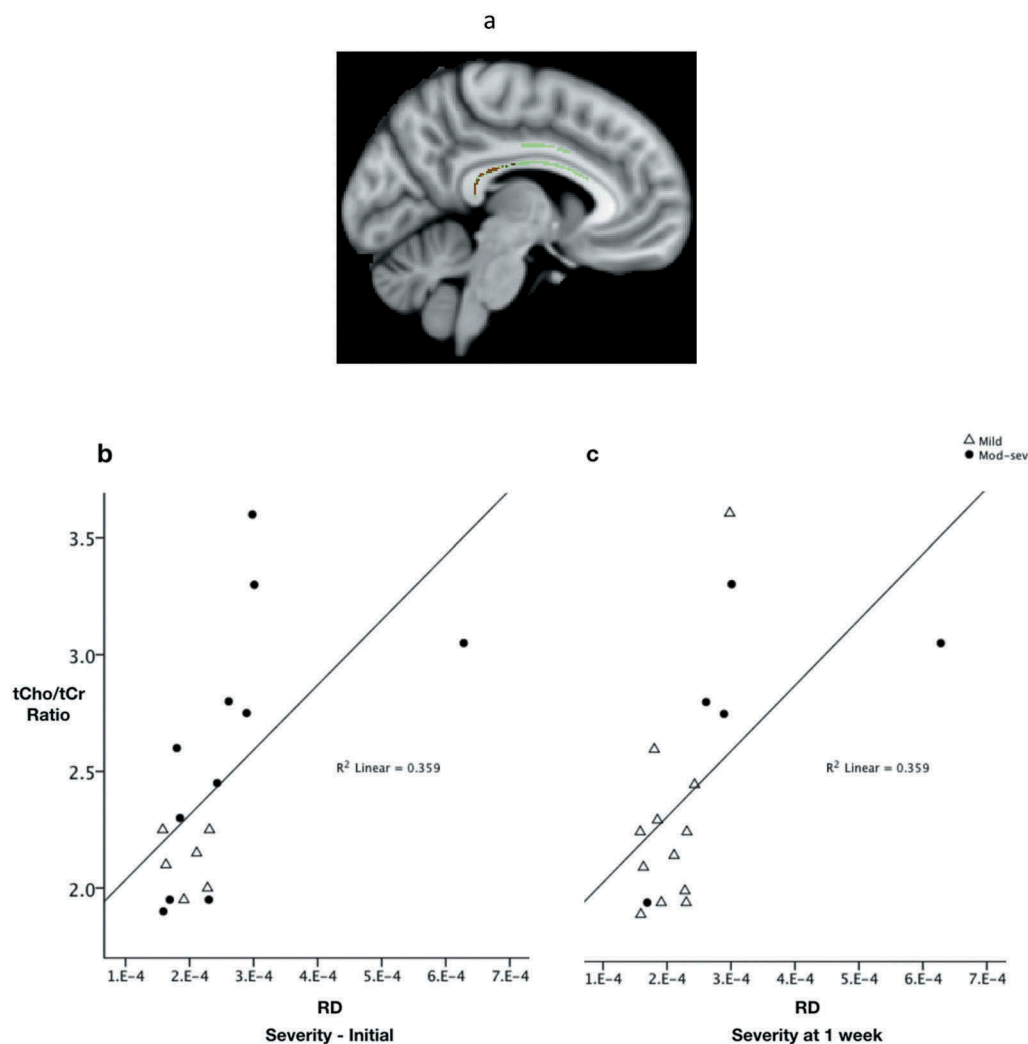 a
b
c
△ Mild
● Mod-sev
3.5
3.0
2.5
2.0
tCho/tCr
Ratio
R² Linear = 0.359
R² Linear = 0.359
1.E-4 2.E-4 3.E-4 4.E-4 5.E-4 6.E-4 7.E-4
1.E-4 2.E-4 3.E-4 4.E-4 5.E-4 6.E-4 7.E-4
RD
Severity - Initial
RD
Severity at 1 week